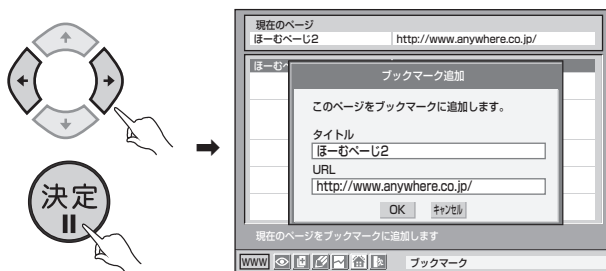 現在のページ
ほーむぺーじ2 http://www.anywhere.co.jp/
ほーむ
ブックマーク追加
このページをブックマークに追加します。
タイトル
ほーむぺーじ2
URL
http://www.anywhere.co.jp/
OK キャンセル
現在のページをブックマークに追加します
WWW ブックマーク
決定